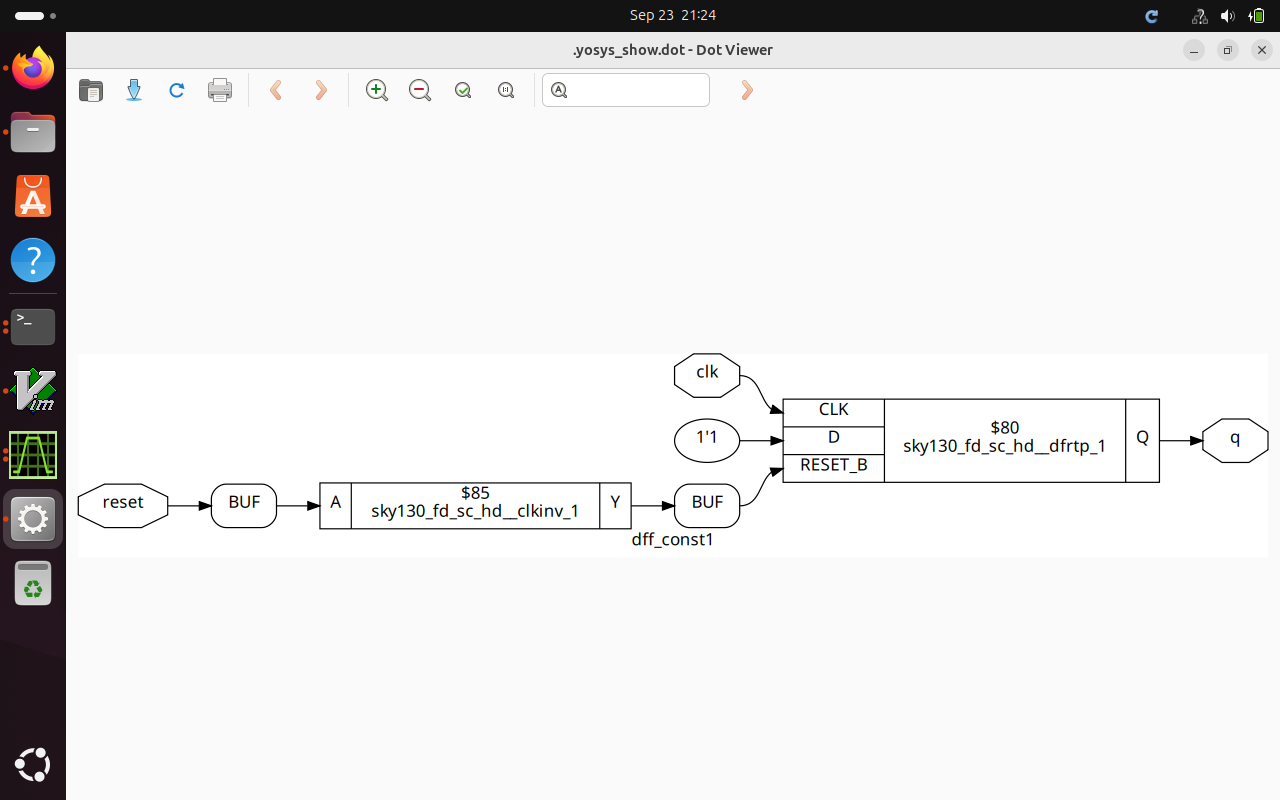 Sep 23 21:24
.yosys_show.dot - Dot Viewer
clk
CLK
1'1
D
$80
sky130_fd_sc_hd__dfrtp_1
Q
q
RESET_B
reset
BUF
A
$85
sky130_fd_sc_hd__clkinv_1
Y
BUF
dff_const1